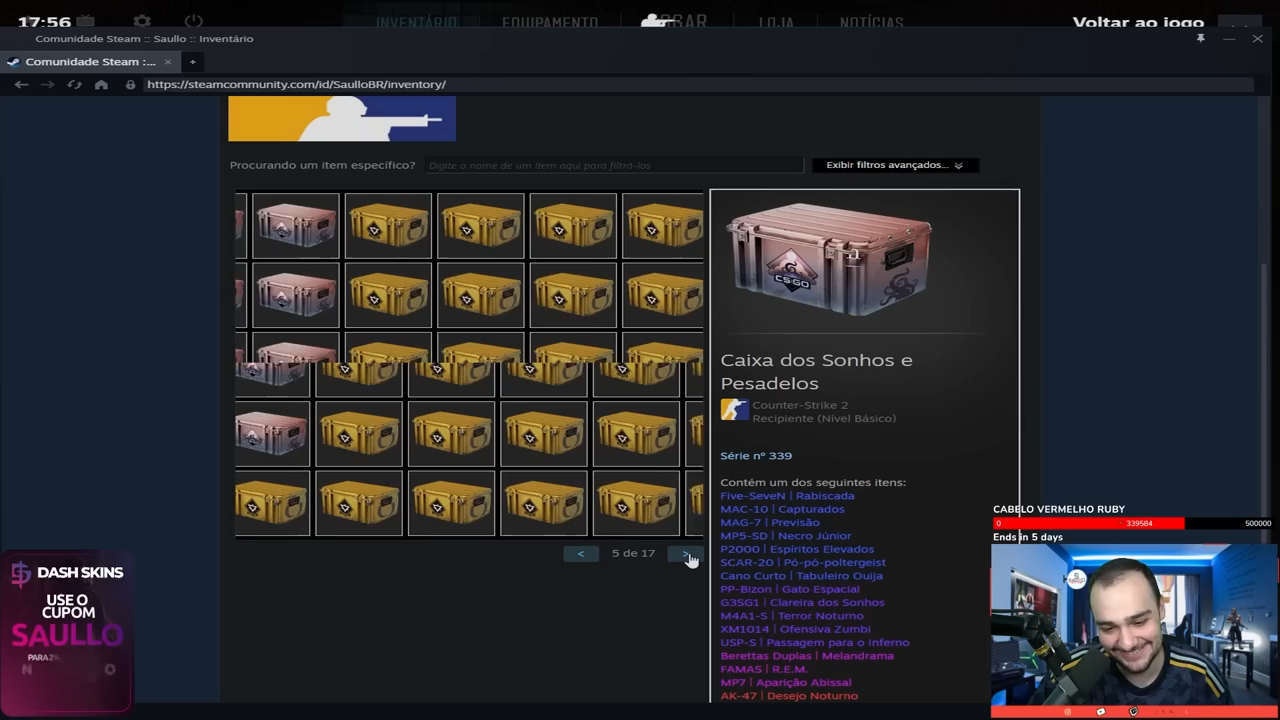 17:56
INVENTÁRIO
EQUIPAMENTO
LOJA
NOTÍCIAS
Voltar ao jogo
Comunidade Steam :: Saullo :: Inventário
Comunidade Steam :...
https://steamcommunity.com/id/SaulloBR/inventory/
Procurando um item específico?
Digite o nome de um item aqui para filtrá-los
Exibir filtros avançados...
CS:GO
Caixa dos Sonhos e
Pesadelos
Counter-Strike 2
Recipiente (Nível Básico)
Série nº 339
Contém um dos seguintes itens:
Five-SeveN | Rabiscada
MAC-10 | Capturados
MAG-7 | Previsão
MP5-SD | Necro Júnior
P2000 | Espíritos Elevados
SCAR-20 | Pó-pó-poltergeist
Cano Curto | Tabuleiro Ouija
PP-Bizon | Gato Espacial
G3SG1 | Clareira dos Sonhos
M4A1-S | Terror Noturno
XM1014 | Ofensiva Zumbi
USP-S | Passagem para o inferno
Berettas Duplas | Melandrama
FAMAS | R.E.M.
MP7 | Aparição Abissal
AK-47 | Desejo Noturno
< 5 de 17 >
CABELO VERMELHO RUBY
0 339584 500000
Ends in 5 days
DASH SKINS
USE O
CUPOM
SAULLO